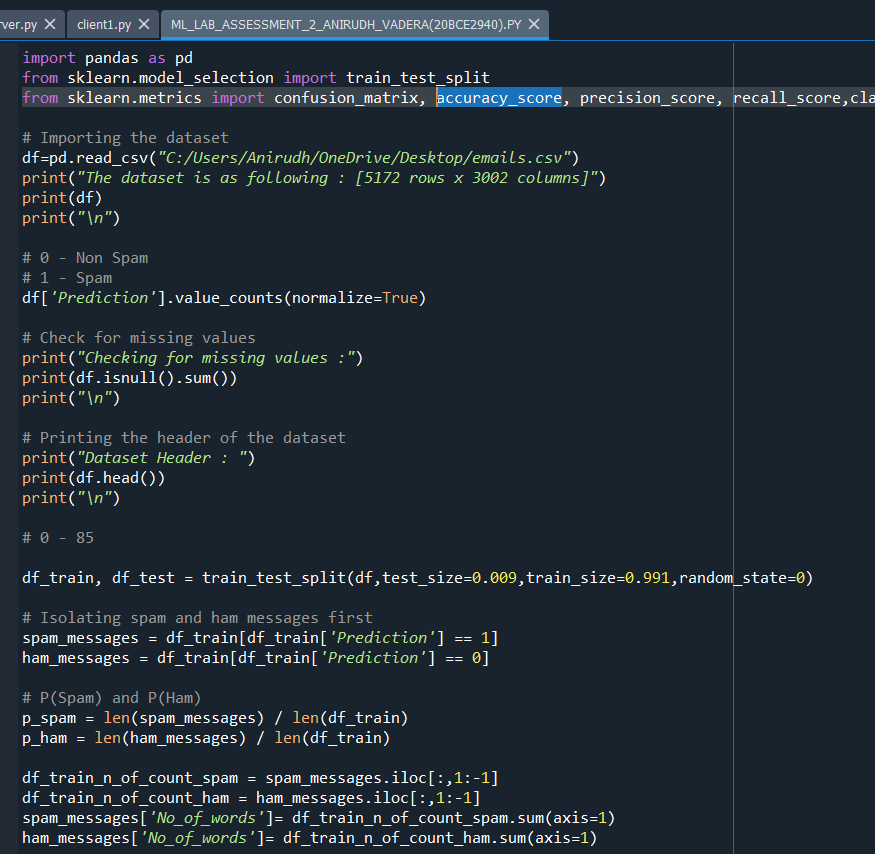 rver.py ✕ client1.py ✕ ML_LAB_ASSESSMENT_2_ANIRUDH_VADERA(20BCE2940).PY ✕
import pandas as pd
from sklearn.model_selection import train_test_split
from sklearn.metrics import confusion_matrix, accuracy_score, precision_score, recall_score,cla
# Importing the dataset
df=pd.read_csv("C:/Users/Anirudh/OneDrive/Desktop/emails.csv")
print("The dataset is as following : [5172 rows x 3002 columns]")
print(df)
print("\n")
# 0 - Non Spam
# 1 - Spam
df['Prediction'].value_counts(normalize=True)
# Check for missing values
print("Checking for missing values :")
print(df.isnull().sum())
print("\n")
# Printing the header of the dataset
print("Dataset Header : ")
print(df.head())
print("\n")
# 0 - 85
df_train, df_test = train_test_split(df,test_size=0.009,train_size=0.991,random_state=0)
# Isolating spam and ham messages first
spam_messages = df_train[df_train['Prediction'] == 1]
ham_messages = df_train[df_train['Prediction'] == 0]
# P(Spam) and P(Ham)
p_spam = len(spam_messages) / len(df_train)
p_ham = len(ham_messages) / len(df_train)
df_train_n_of_count_spam = spam_messages.iloc[:,1:-1]
df_train_n_of_count_ham = ham_messages.iloc[:,1:-1]
spam_messages['No_of_words']= df_train_n_of_count_spam.sum(axis=1)
ham_messages['No_of_words']= df_train_n_of_count_ham.sum(axis=1)